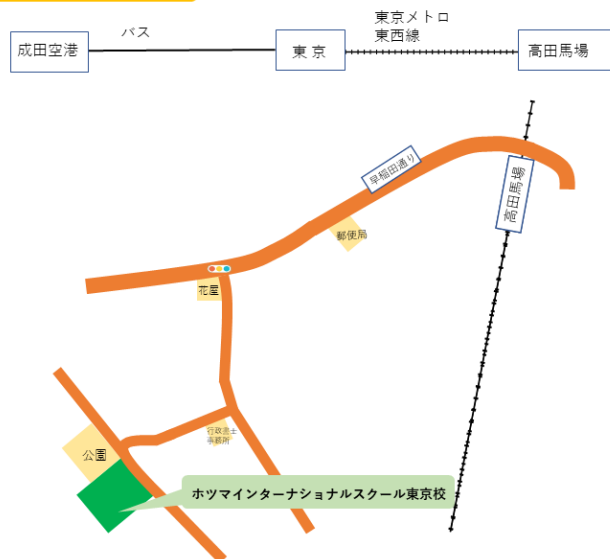 成田空港
バス
東 京
東京メトロ
東西線
高田馬場
早稲田通り
高田馬場
郵便局
花屋
行政書士
事務所
公園
ホツマインターナショナルスクール東京校